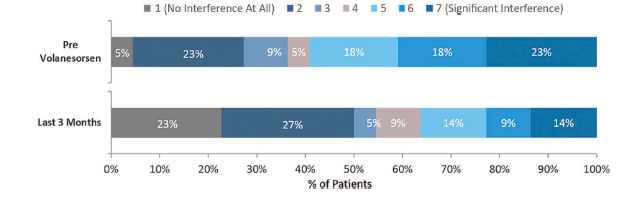 1 (No Interference At All) 2 3 4 5 6 7 (Significant Interference)
Pre
Volanesorsen
5% 23% 9% 5% 18% 18% 23%
Last 3 Months
23% 27% 5% 9% 14% 9% 14%
0% 10% 20% 30% 40% 50% 60% 70% 80% 90% 100%
% of Patients